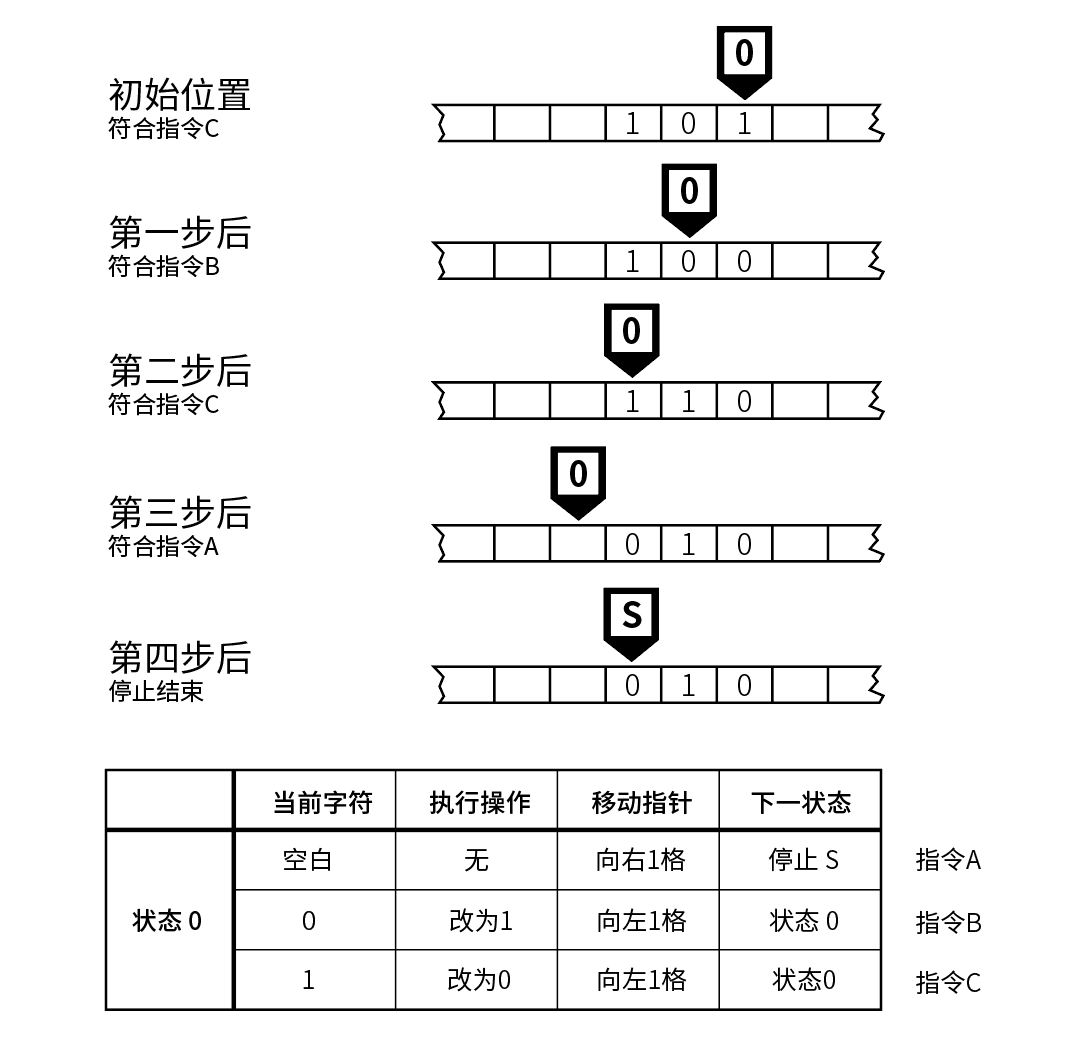 0
初始位置
符合指令C
1 0 1
0
第一步后
符合指令B
1 0 0
0
第二步后
符合指令C
1 1 0
0
第三步后
符合指令A
0 1 0
S
第四步后
停止结束
0 1 0
当前字符 执行操作 移动指针 下一状态
空白 无 向右1格 停止 S 指令A
状态 0 0 改为1 向左1格 状态 0 指令B
1 改为0 向左1格 状态0 指令C